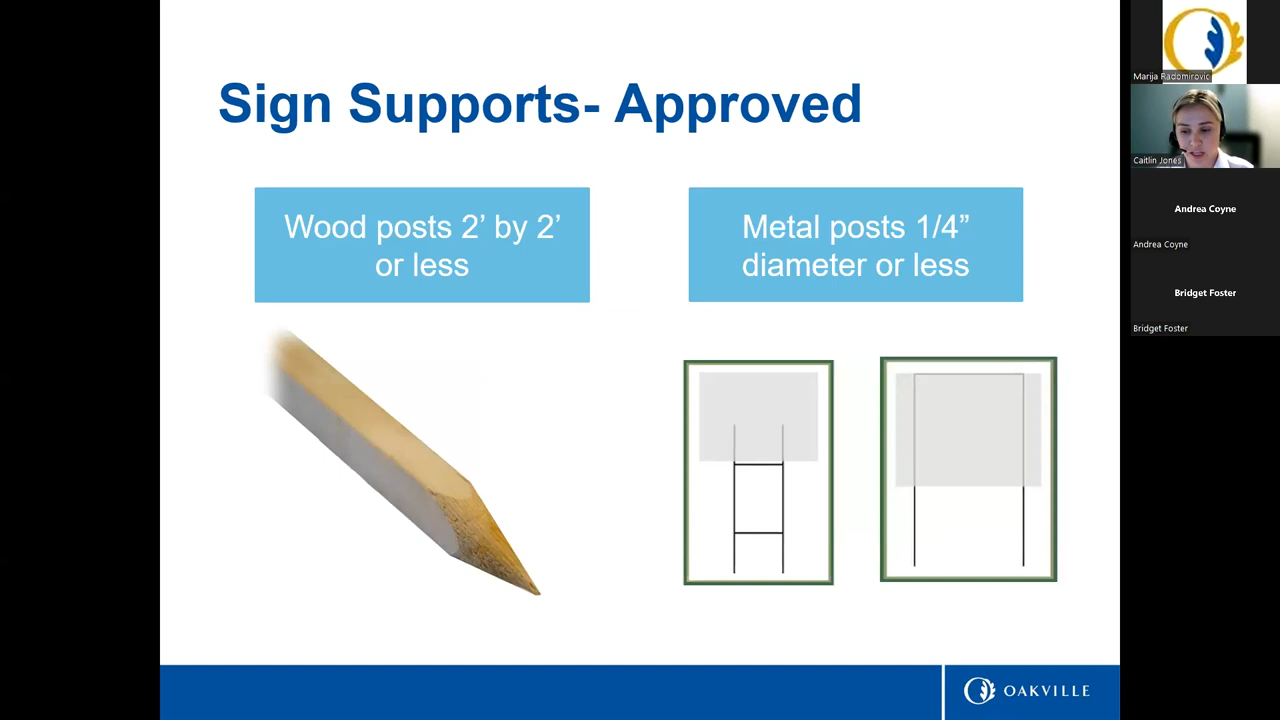 Sign Supports- Approved
Wood posts 2’ by 2’
or less
Metal posts 1/4”
diameter or less
OAKVILLE
Marija Radomirovic
Caitlin Jones
Andrea Coyne
Andrea Coyne
Bridget Foster
Bridget Foster